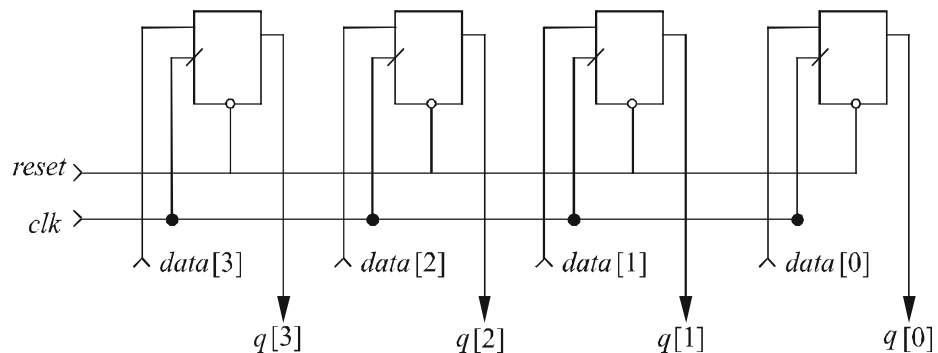 reset
clk
data[3] data[2] data[1] data[0]
q[3] q[2] q[1] q[0]